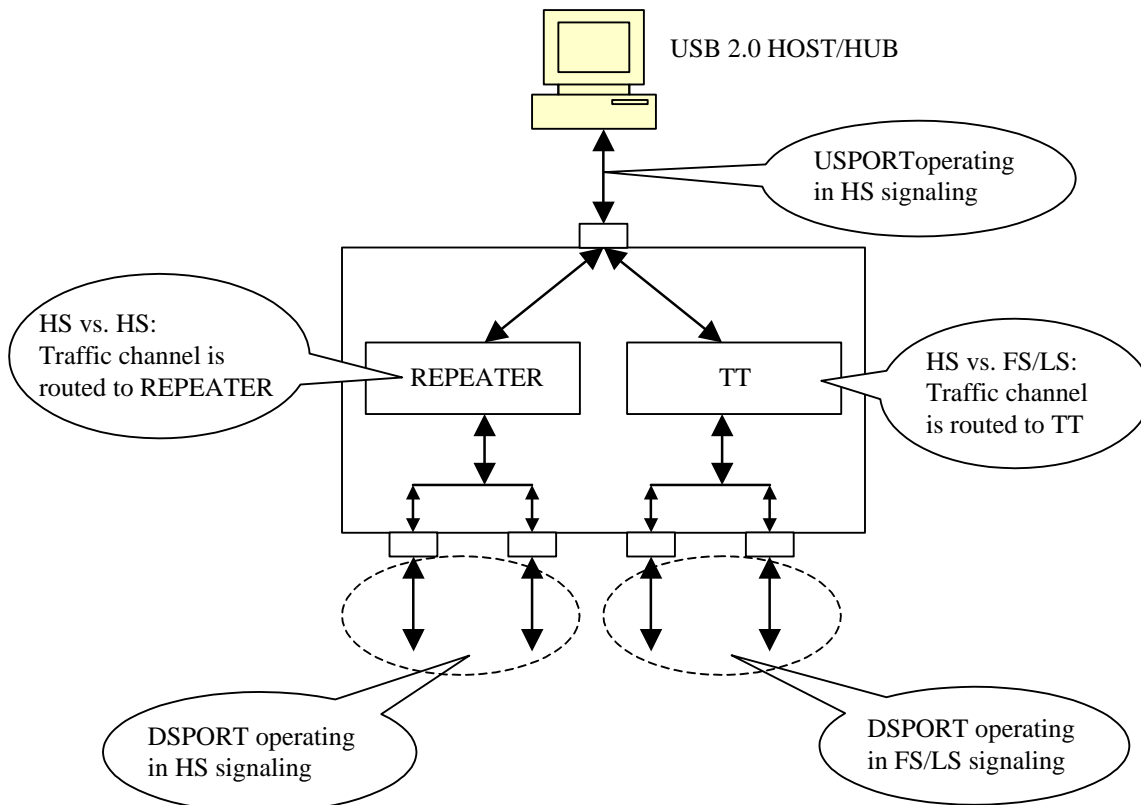 USB 2.0 HOST/HUB
USPORToperating
in HS signaling
HS vs. HS:
Traffic channel is
routed to REPEATER
REPEATER
TT
HS vs. FS/LS:
Traffic channel
is routed to TT
DSPORT operating
in HS signaling
DSPORT operating
in FS/LS signaling